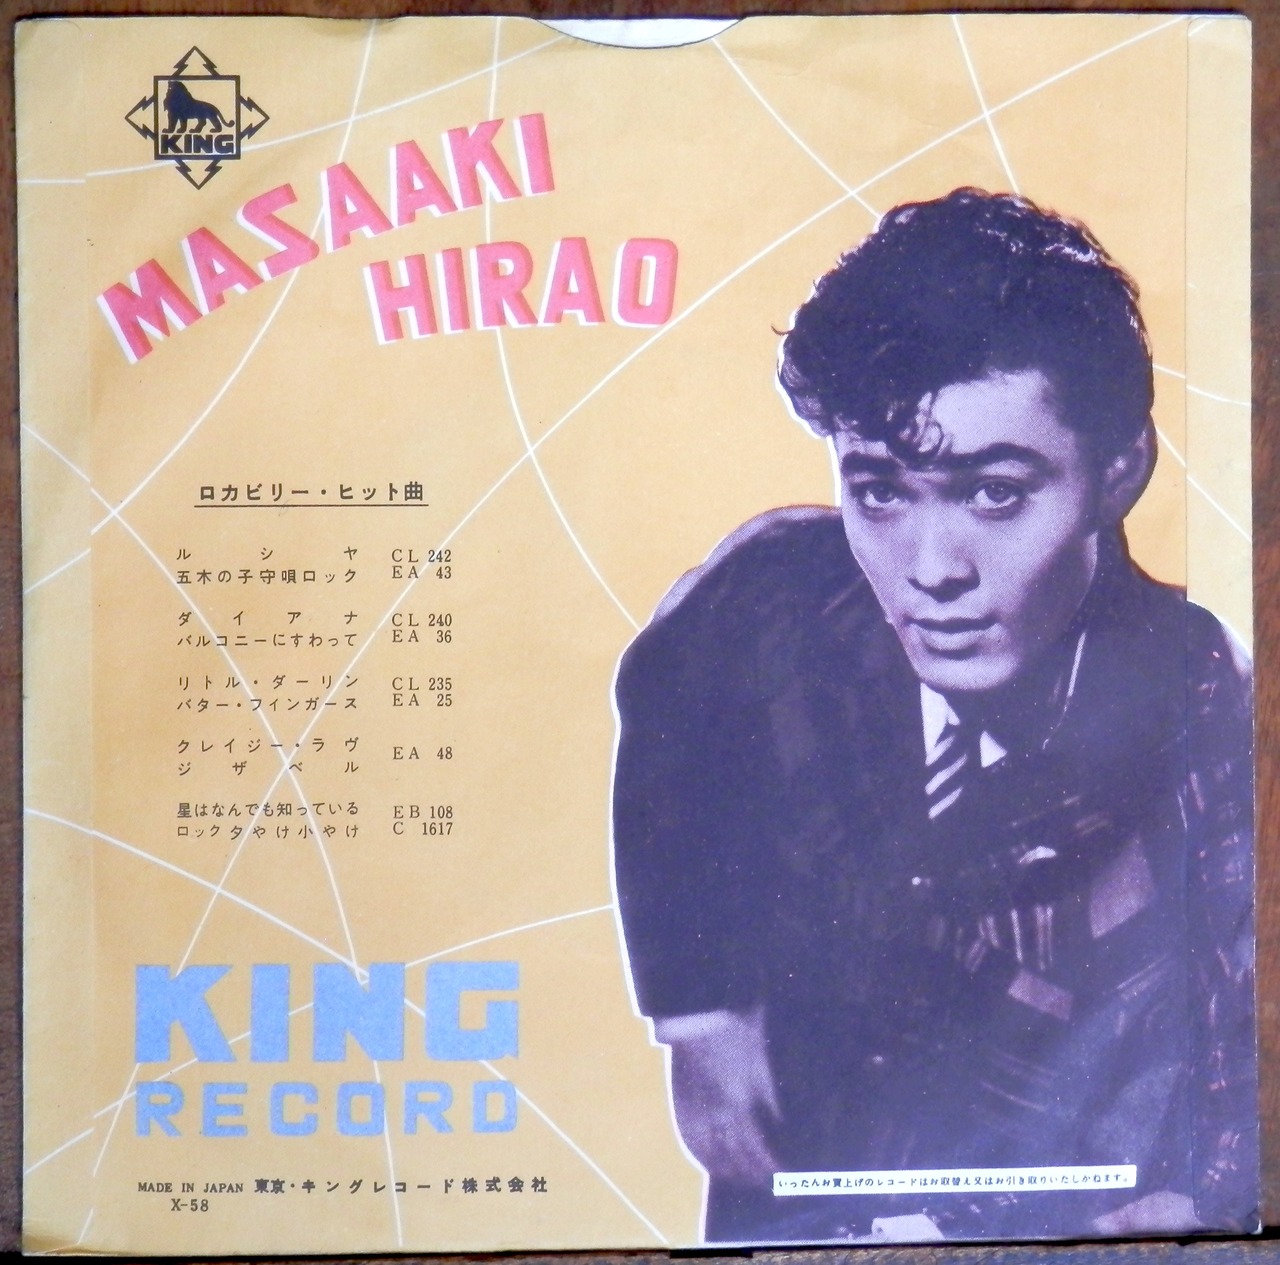 KING
MASAAKI
HIRAO
ロカビリー・ヒット曲
ルシヤ CL 242
五木の子守唄ロック EA 43
ダイアナ CL 240
バルコニーにすわって EA 36
リトル・ダーリン CL 235
バター・フィンガース EA 25
クレイジー・ラヴ
ジザベル EA 48
星はなんでも知っている EB 108
ロック夕やけ小やけ C 1617
KING
RECORD
MADE IN JAPAN 東京・キングレコード株式会社
X-58
いったんお買上げのレコードはお取替え又はお引き取りいたしかねます。